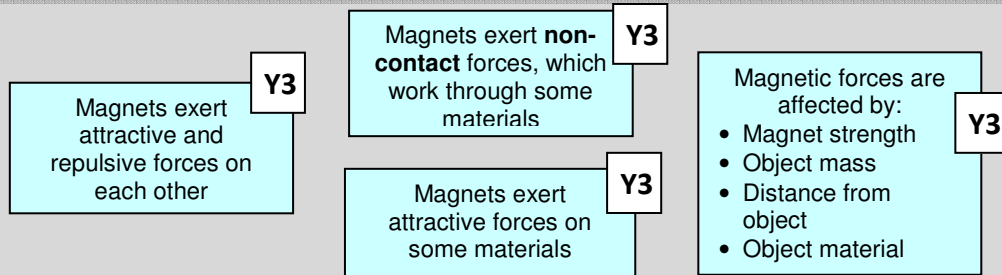 Magnets exert
attractive and
repulsive forces on
each other
Y3
Magnets exert non-
contact forces, which
work through some
materials
Y3
Magnets exert
attractive forces on
some materials
Y3
Magnetic forces are
affected by:
• Magnet strength
• Object mass
• Distance from
object
• Object material
Y3